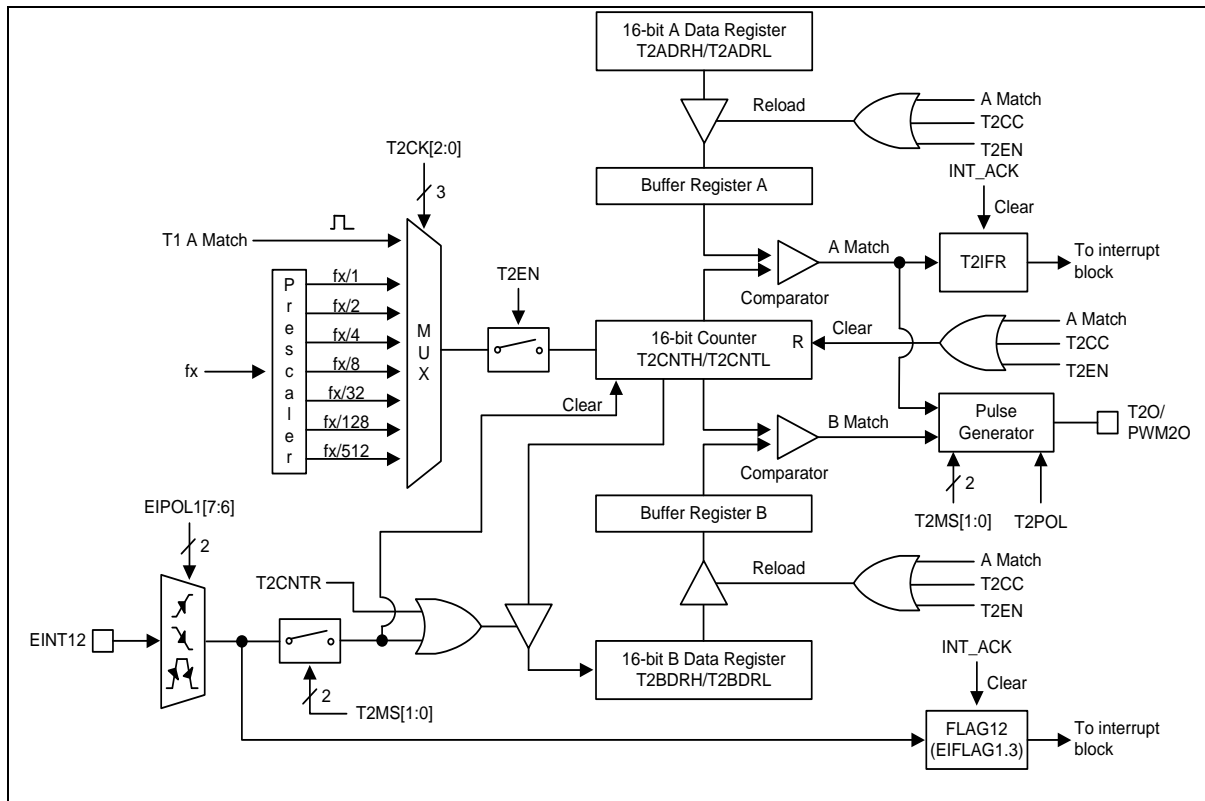 16-bit A Data Register
T2ADRH/T2ADRL
Reload
A Match
T2CC
T2EN
T2CK[2:0]
3
Buffer Register A
INT_ACK
Clear
T1 A Match
A Match
T2IFR
To interrupt
block
Comparator
Prescaler
fx/1
fx/2
fx/4
fx/8
fx/32
fx/128
fx/512
fx
MUX
T2EN
16-bit Counter
T2CNTH/T2CNTL
R
Clear
A Match
T2CC
T2EN
Clear
B Match
Comparator
Pulse
Generator
T2O/
PWM2O
2
T2MS[1:0]
T2POL
Buffer Register B
EIPOL1[7:6]
2
T2CNTR
Reload
A Match
T2CC
T2EN
EINT12
2
T2MS[1:0]
16-bit B Data Register
T2BDRH/T2BDRL
INT_ACK
Clear
FLAG12
(EIFLAG1.3)
To interrupt
block